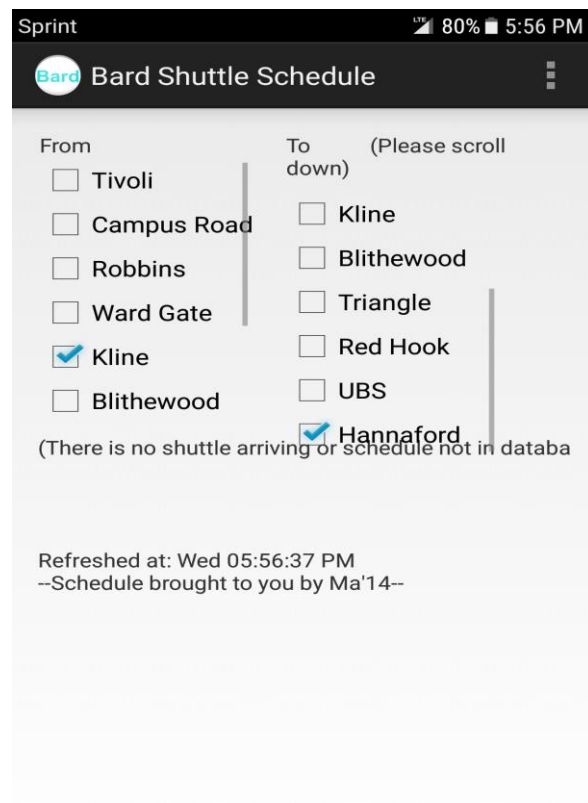 Sprint LTE 80% 5:56 PM
Bard Bard Shuttle Schedule
From
Tivoli
Campus Road
Robbins
Ward Gate
Kline
Blithewood
To (Please scroll
down)
Kline
Blithewood
Triangle
Red Hook
UBS
Hannaford
(There is no shuttle arriving or schedule not in databa
Refreshed at: Wed 05:56:37 PM
--Schedule brought to you by Ma'14--